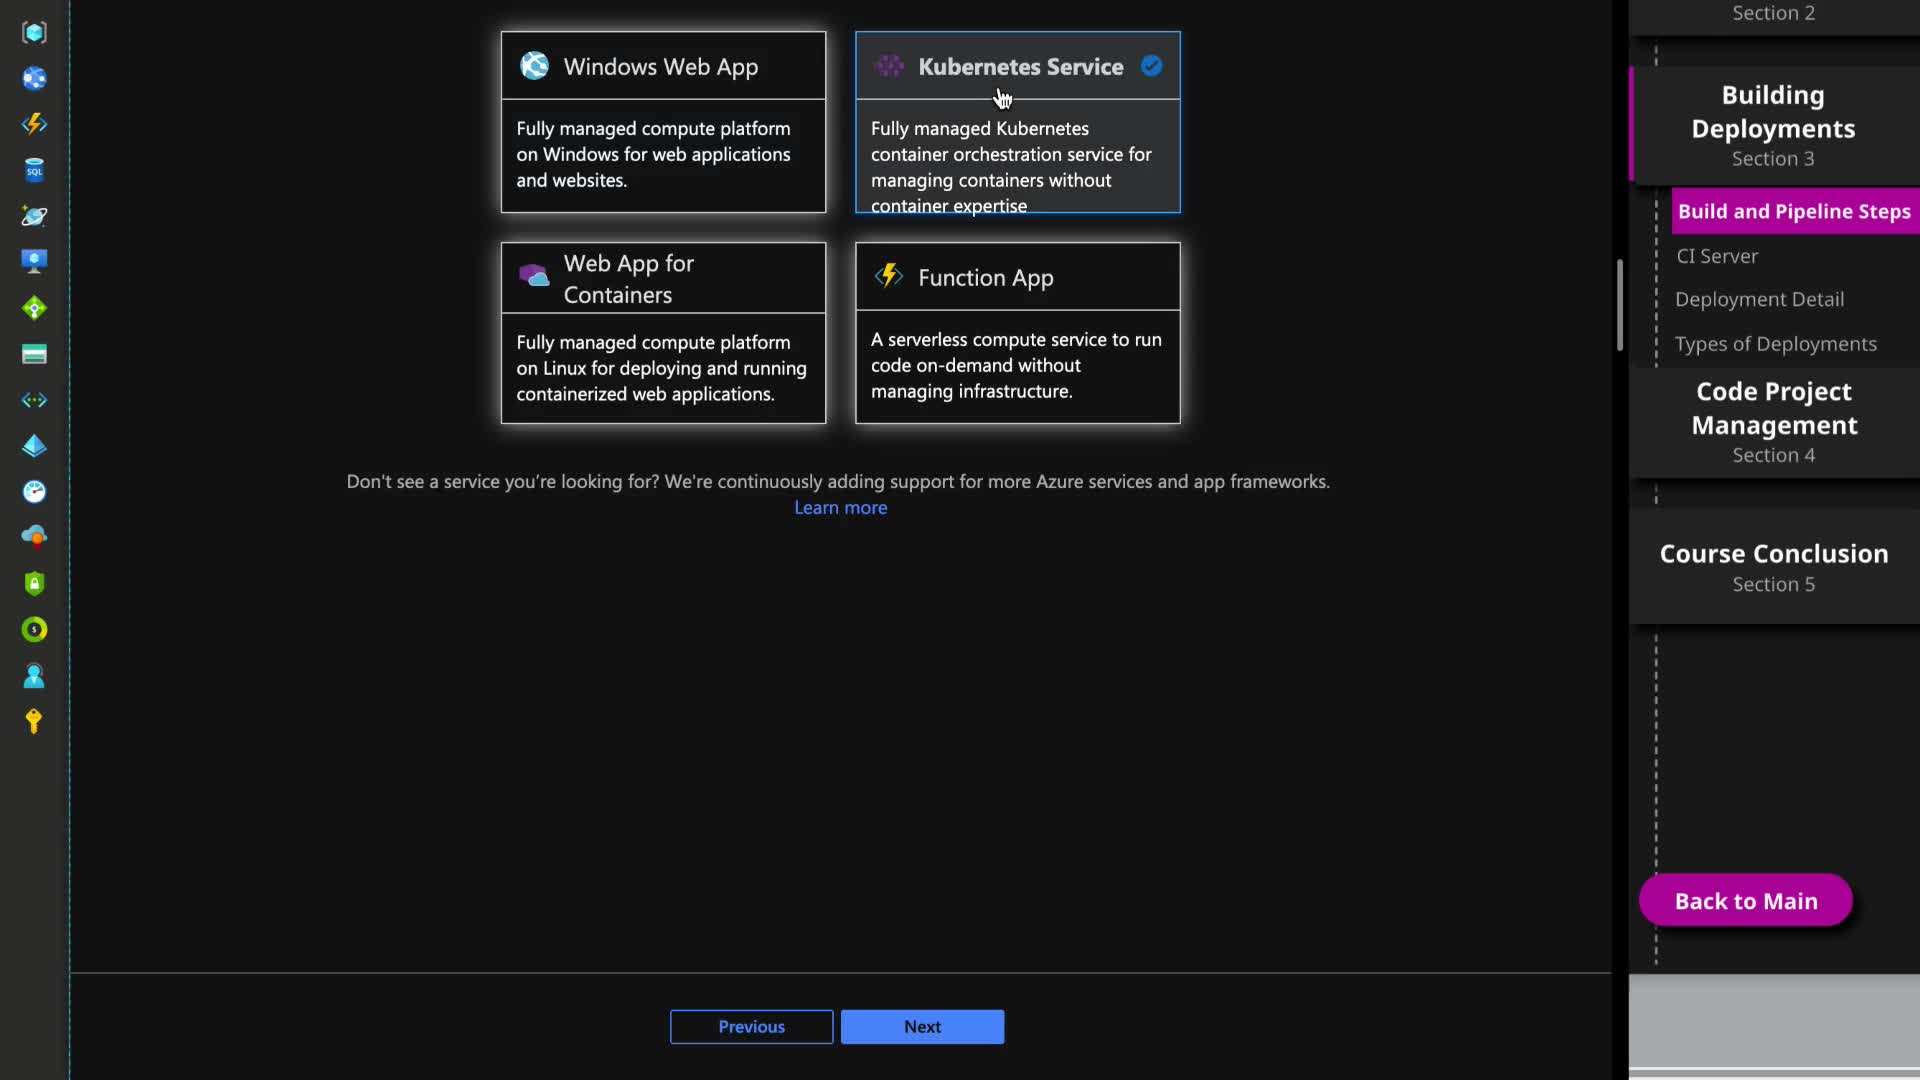 Windows Web App
Fully managed compute platform
on Windows for web applications
and websites.
Kubernetes Service
Fully managed Kubernetes
container orchestration service for
managing containers without
container expertise
Web App for
Containers
Fully managed compute platform
on Linux for deploying and running
containerized web applications.
Function App
A serverless compute service to run
code on-demand without
managing infrastructure.
Don't see a service you're looking for? We're continuously adding support for more Azure services and app frameworks.
Learn more
Previous
Next
Section 2
Building
Deployments
Section 3
Build and Pipeline Steps
CI Server
Deployment Detail
Types of Deployments
Code Project
Management
Section 4
Course Conclusion
Section 5
Back to Main
SQL
$